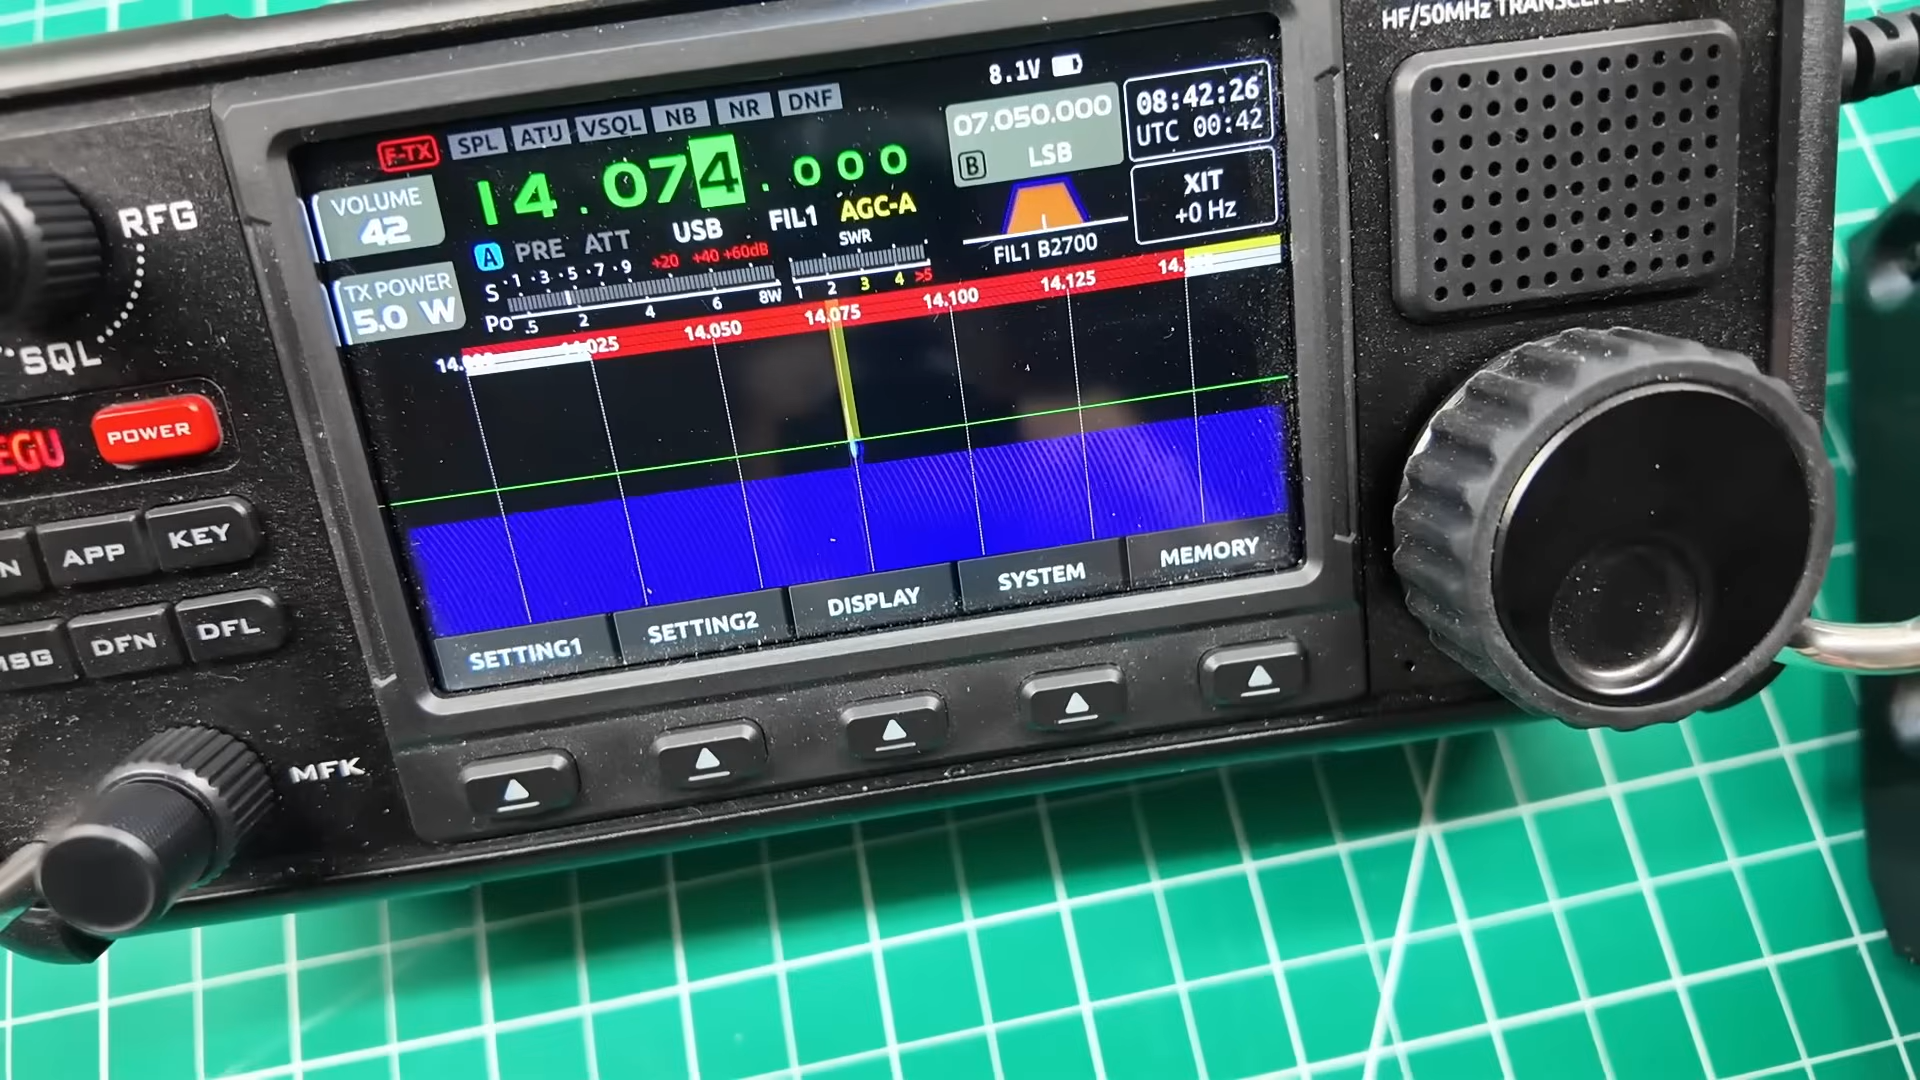 HF/50MHz TRANSCEIVER
8.1V
F-TX SPL ATU VSQL NB NR DNF
07.050.000
B LSB
08:42:26
UTC 00:42
VOLUME
42
14.074.000
A PRE ATT USB FIL1 AGC-A
XIT
+0 Hz
FIL1 B2700
TX POWER
5.0 W
S ·1 ·3 ·5 ·7 ·9 +20 +40 +60dB
SWR
1 2 3 4 >5
Po .5 2 4 6 8W
14.025 14.050 14.075 14.100 14.125
SETTING1 SETTING2 DISPLAY SYSTEM MEMORY
RFG
SQL
POWER
APP KEY
DFN DFL
MFK